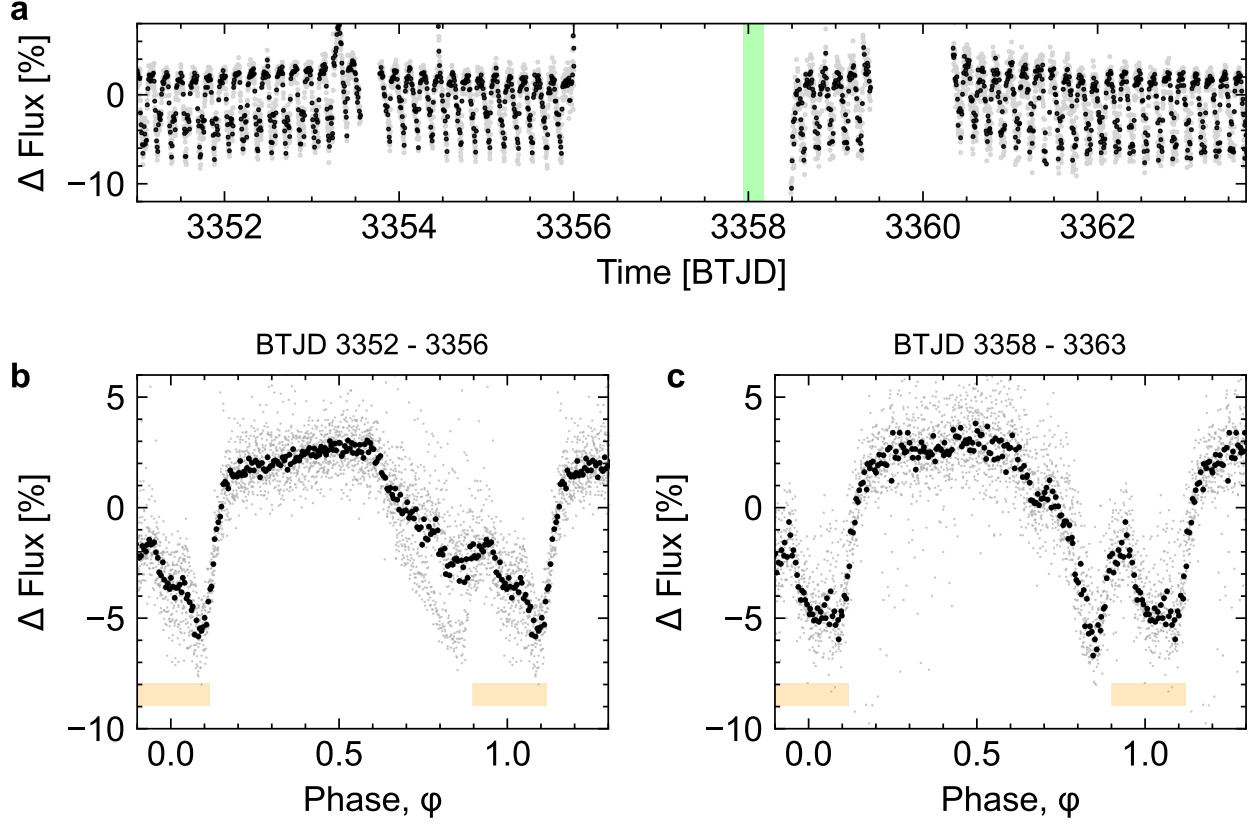 a
Δ Flux [%]
0
−10
3352 3354 3356 3358 3360 3362
Time [BTJD]
BTJD 3352 - 3356
BTJD 3358 - 3363
b
c
Δ Flux [%]
5
0
−5
−10
0.0 0.5 1.0
Phase, φ
Δ Flux [%]
5
0
−5
−10
0.0 0.5 1.0
Phase, φ